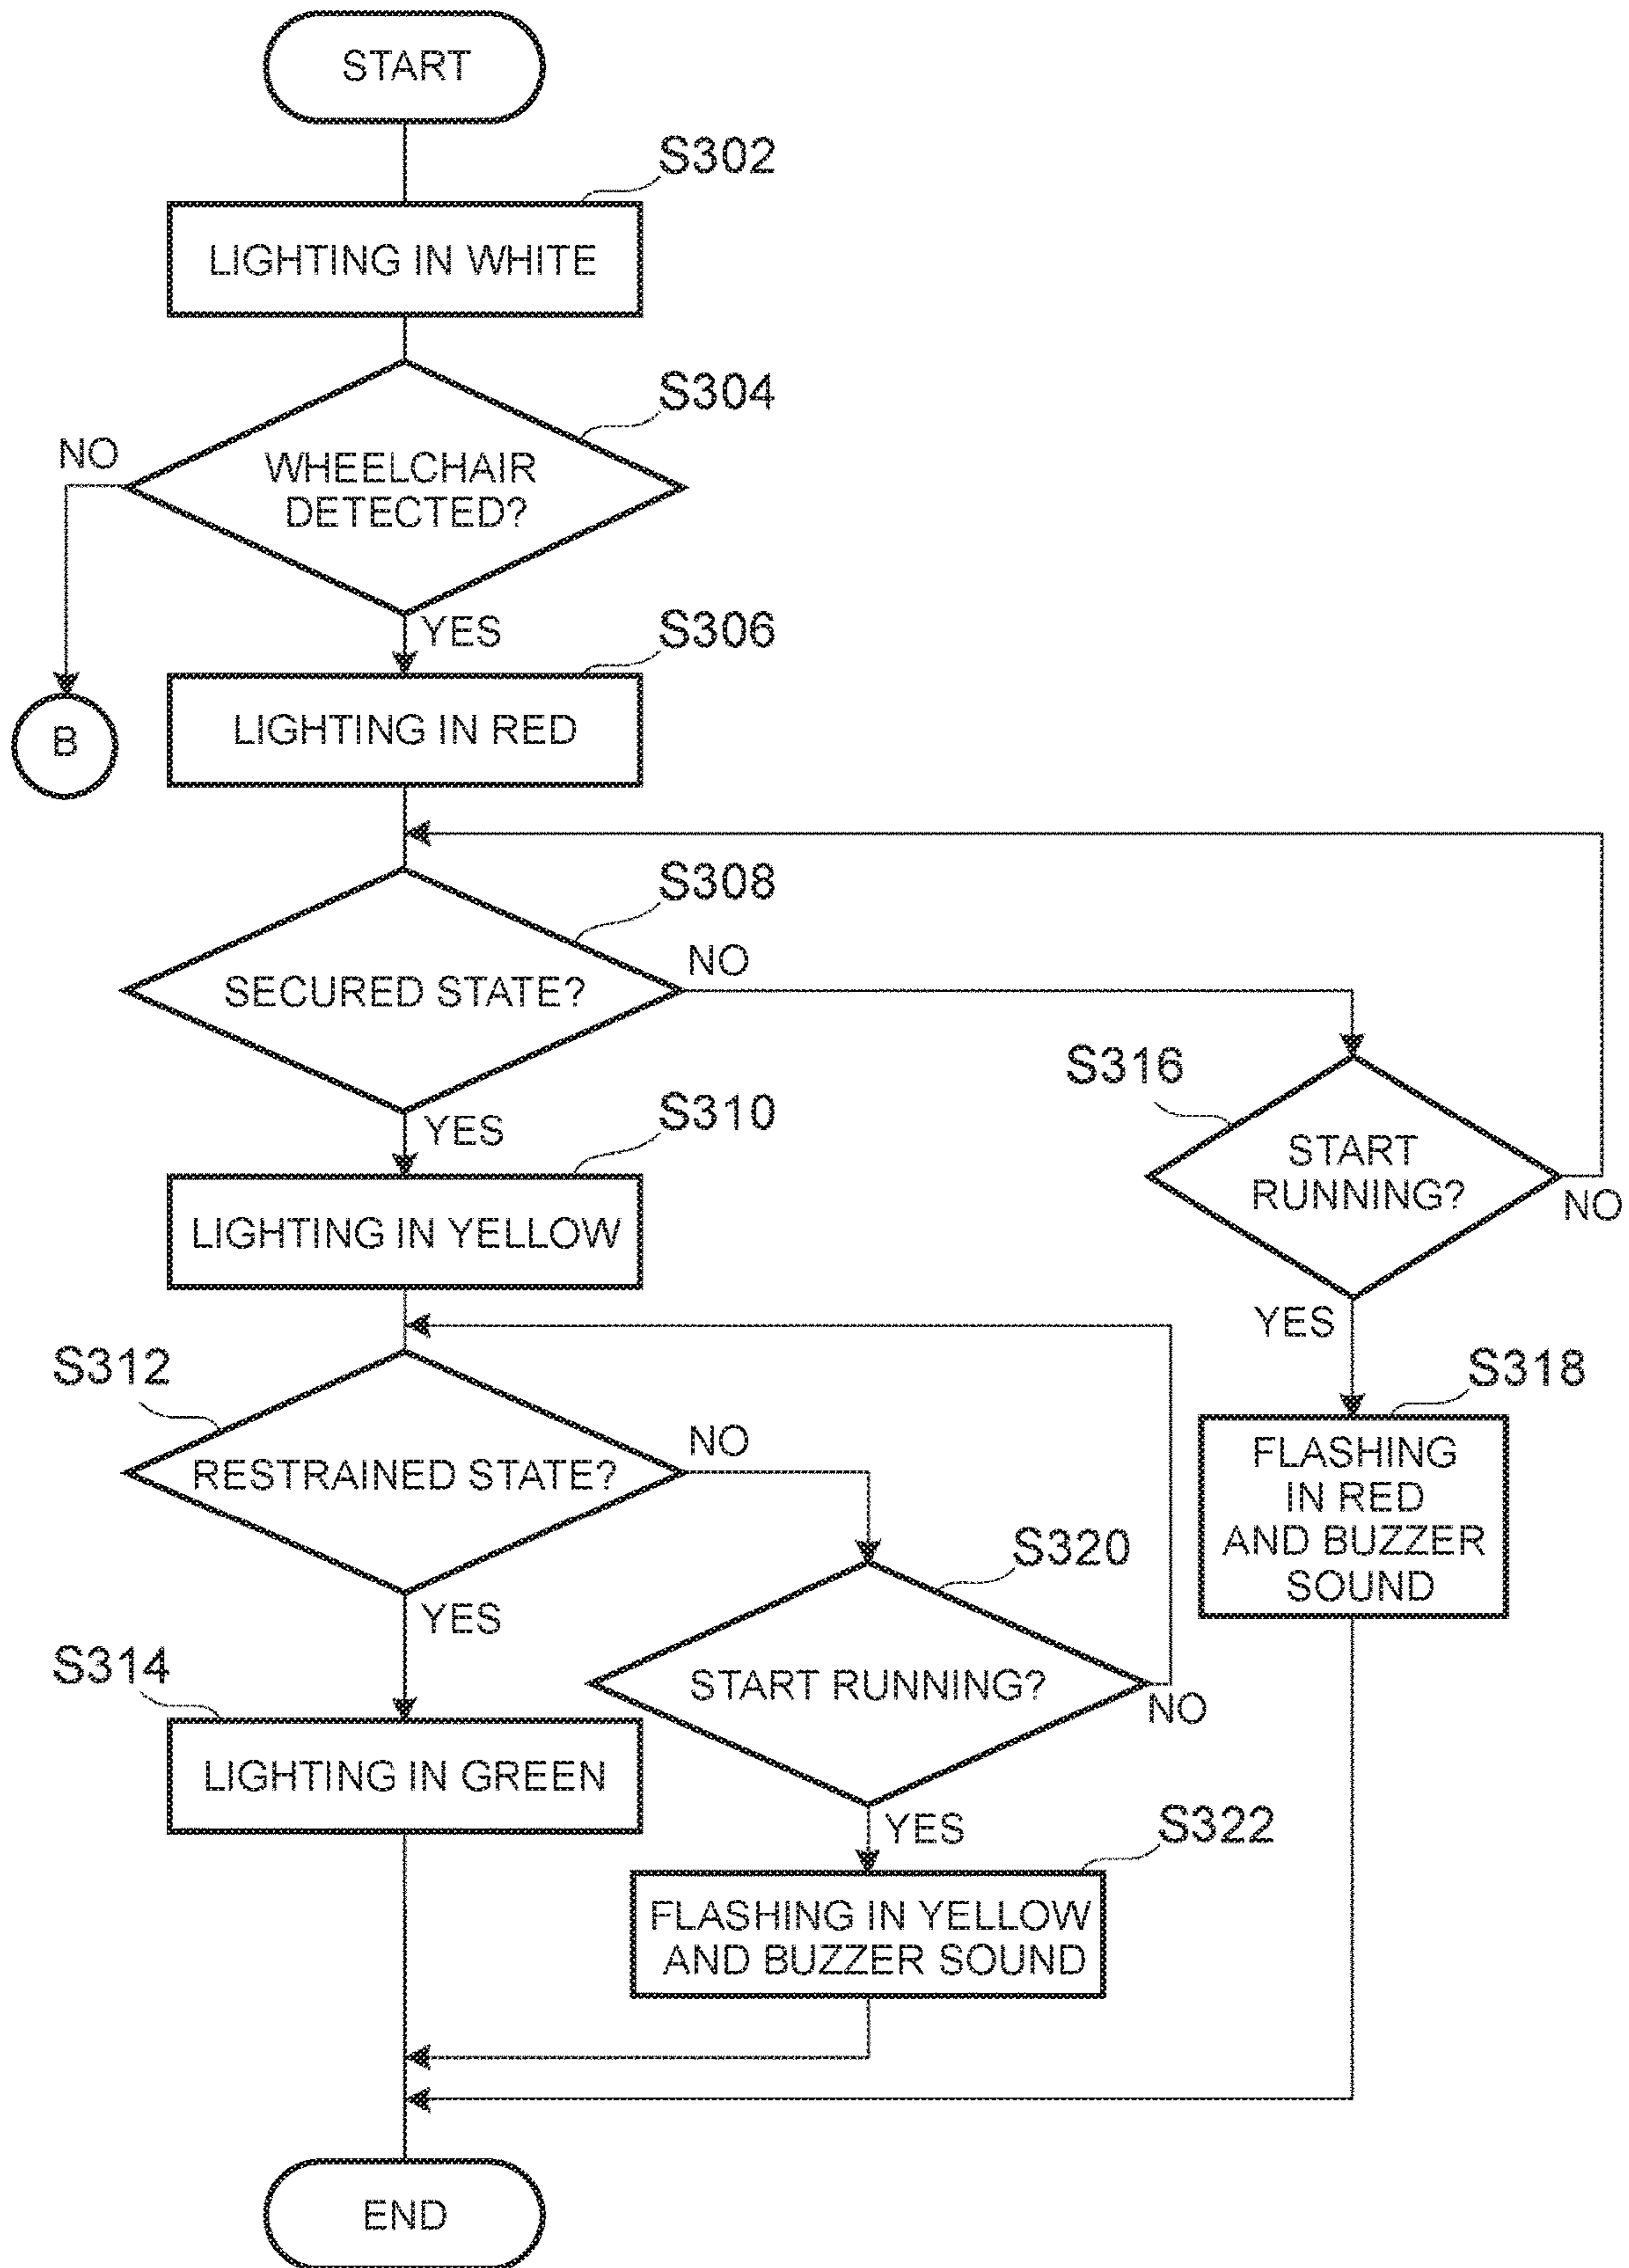 START
S302
LIGHTING IN WHITE
S304
NO
WHEELCHAIR
DETECTED?
YES
S306
B
LIGHTING IN RED
S308
SECURED STATE?
NO
S316
START
RUNNING?
NO
YES
S310
LIGHTING IN YELLOW
YES
S312
S318
RESTRAINED STATE?
NO
FLASHING
IN RED
AND BUZZER
SOUND
S320
YES
S314
START RUNNING?
NO
LIGHTING IN GREEN
YES
S322
FLASHING IN YELLOW
AND BUZZER SOUND
END